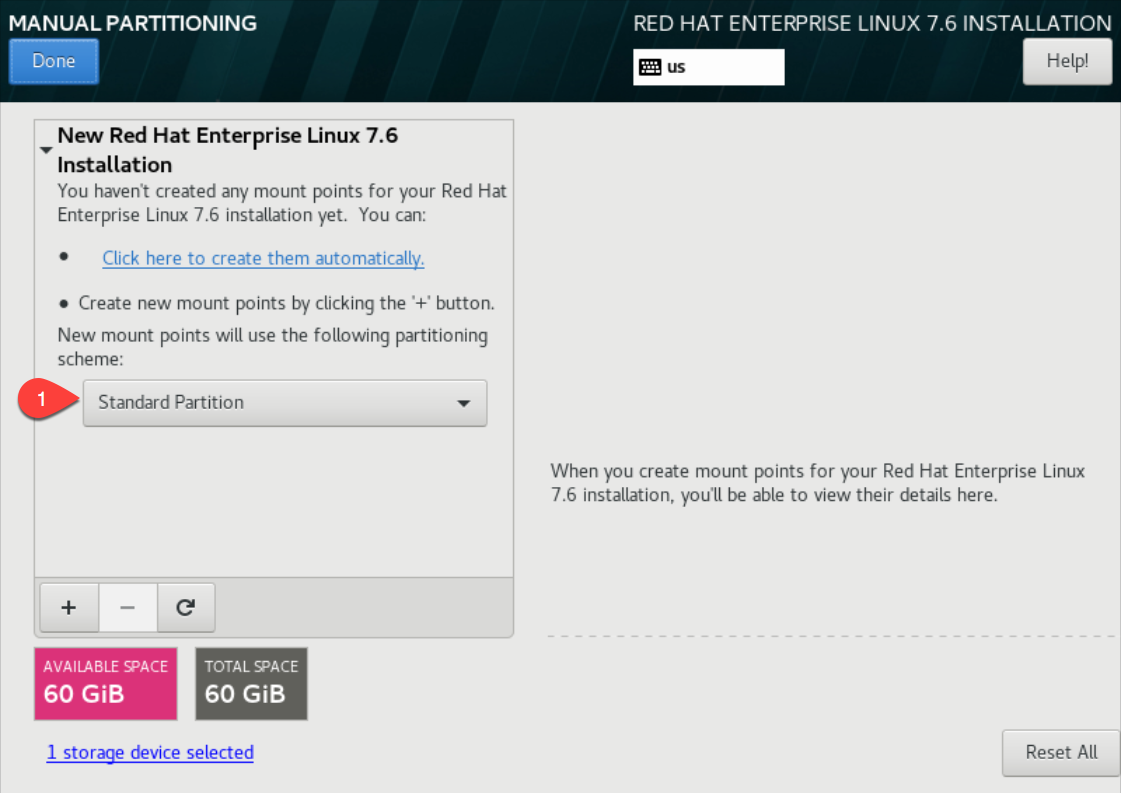 MANUAL PARTITIONING
RED HAT ENTERPRISE LINUX 7.6 INSTALLATION
Done
us
Help!
New Red Hat Enterprise Linux 7.6
Installation
You haven't created any mount points for your Red Hat
Enterprise Linux 7.6 installation yet.  You can:
• Click here to create them automatically.
• Create new mount points by clicking the '+' button.
New mount points will use the following partitioning
scheme:
1
Standard Partition
When you create mount points for your Red Hat Enterprise Linux
7.6 installation, you'll be able to view their details here.
+ −
AVAILABLE SPACE
60 GiB
TOTAL SPACE
60 GiB
1 storage device selected
Reset All